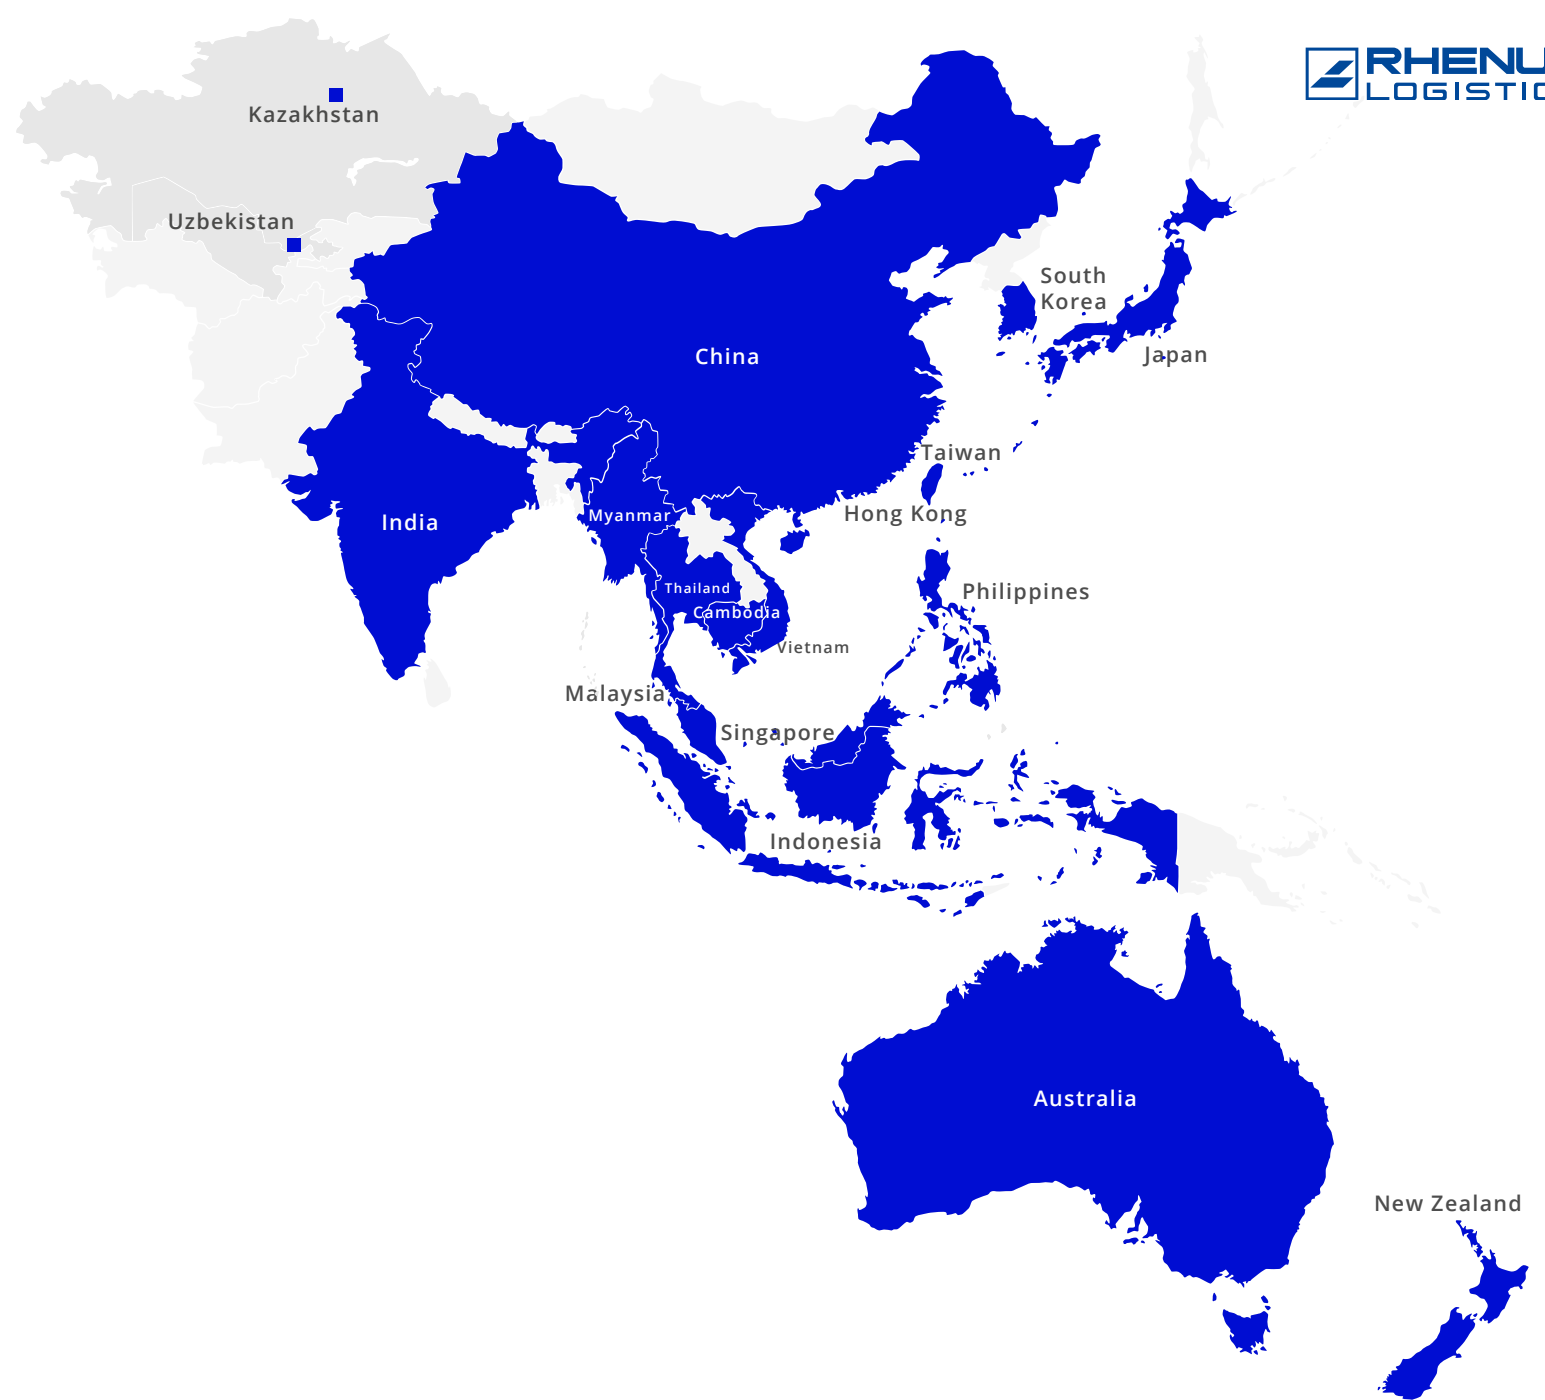 RHENU
LOGISTIC
Kazakhstan
Uzbekistan
South
Korea
Japan
China
Taiwan
Hong Kong
India
Myanmar
Thailand
Cambodia
Philippines
Vietnam
Malaysia
Singapore
Indonesia
Australia
New Zealand